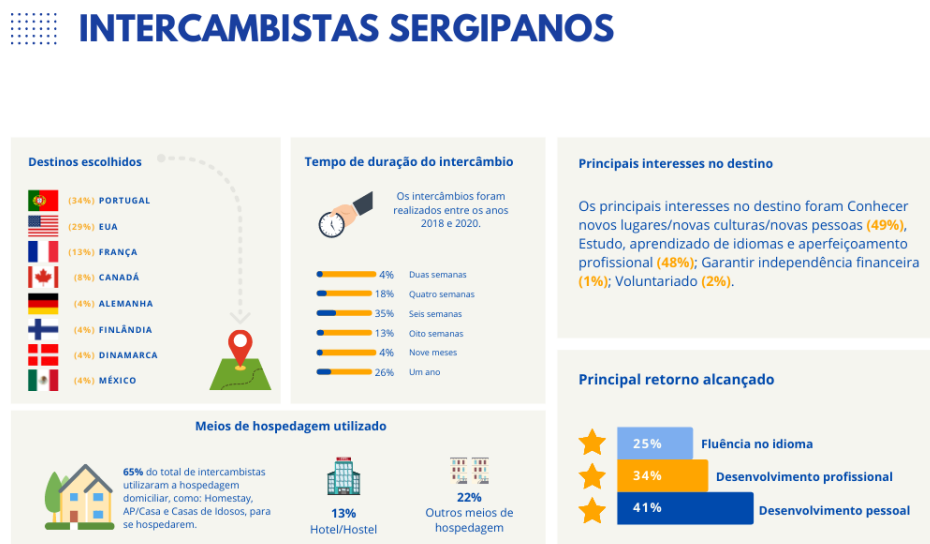 INTERCAMBISTAS SERGIPANOS
Destinos escolhidos
(34%) PORTUGAL
(29%) EUA
(13%) FRANÇA
(8%) CANADÁ
(4%) ALEMANHA
(4%) FINLÂNDIA
(4%) DINAMARCA
(4%) MÉXICO
Tempo de duração do intercâmbio
Os intercâmbios foram
realizados entre os anos
2018 e 2020.
4% Duas semanas
18% Quatro semanas
35% Seis semanas
13% Oito semanas
4% Nove meses
26% Um ano
Principais interesses no destino
Os principais interesses no destino foram Conhecer
novos lugares/novas culturas/novas pessoas (49%),
Estudo, aprendizado de idiomas e aperfeiçoamento
profissional (48%); Garantir independência financeira
(1%); Voluntariado (2%).
Meios de hospedagem utilizado
65% do total de intercambistas
utilizaram a hospedagem
domiciliar, como: Homestay,
AP/Casa e Casas de Idosos, para
se hospedarem.
13%
Hotel/Hostel
22%
Outros meios de
hospedagem
Principal retorno alcançado
25% Fluência no idioma
34% Desenvolvimento profissional
41% Desenvolvimento pessoal